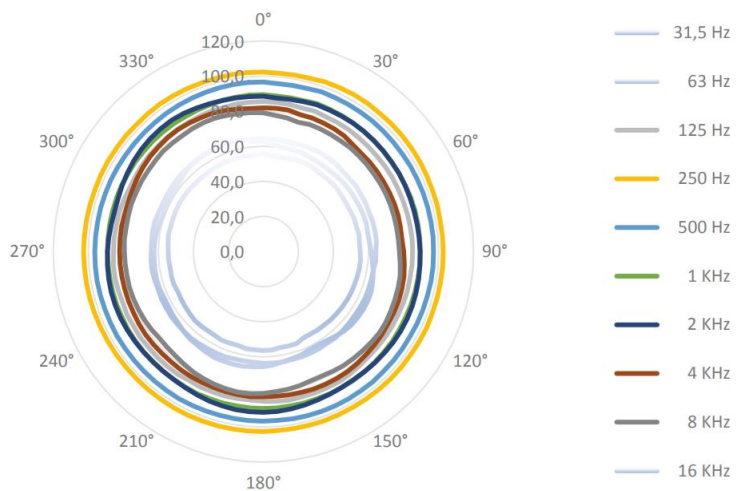 0°
30°
60°
90°
120°
150°
180°
210°
240°
270°
300°
330°
120,0
100,0
80,0
60,0
40,0
20,0
0,0
31,5 Hz
63 Hz
125 Hz
250 Hz
500 Hz
1 KHz
2 KHz
4 KHz
8 KHz
16 KHz